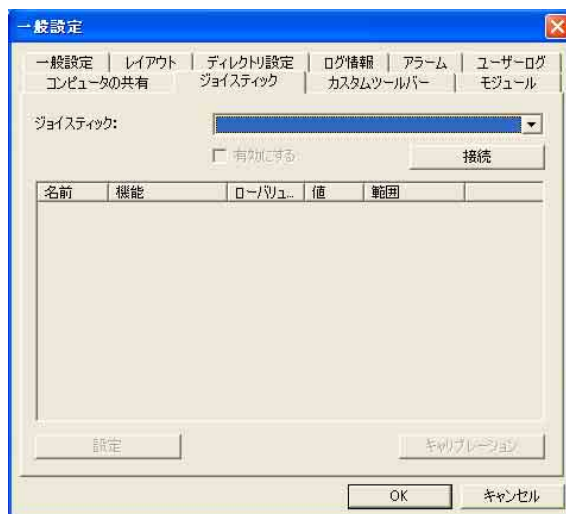 一般設定
一般設定 レイアウト ディレクトリ設定 ログ情報 アラーム ユーザーログ
コンピュータの共有 ジョイスティック カスタムツールバー モジュール
ジョイスティック:
有効にする 接続
名前 機能 ローバリュ... 値 範囲
設定 キャリブレーション
OK キャンセル